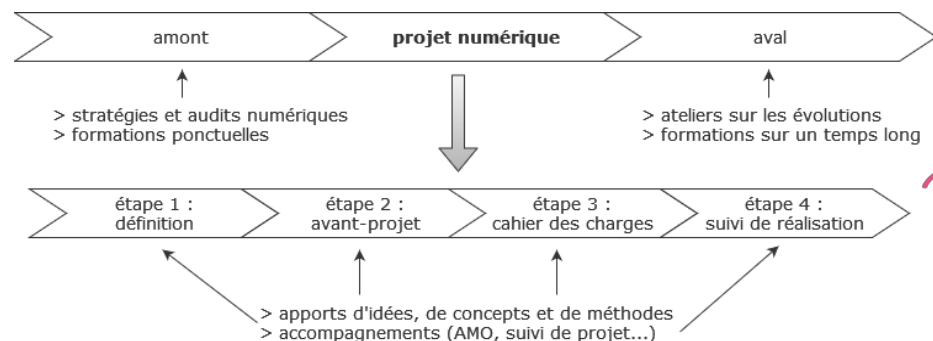 amont
projet numérique
aval
> stratégies et audits numériques
> formations ponctuelles
> ateliers sur les évolutions
> formations sur un temps long
étape 1 :
définition
étape 2 :
avant-projet
étape 3 :
cahier des charges
étape 4 :
suivi de réalisation
> apports d'idées, de concepts et de méthodes
> accompagnements (AMO, suivi de projet...)